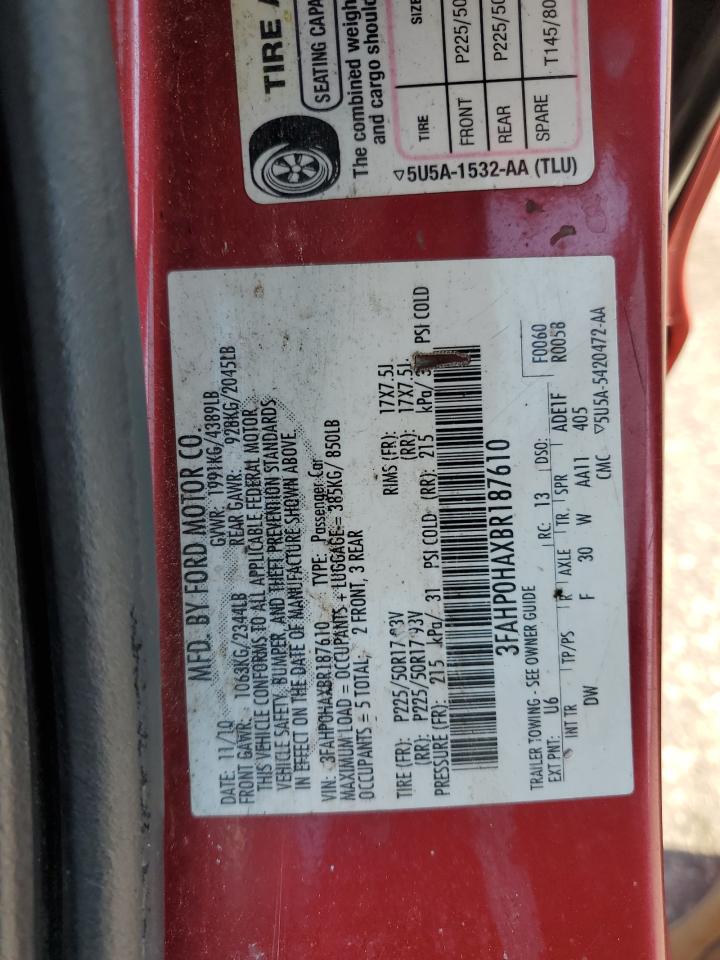 MFD. BY FORD MOTOR CO.
DATE: 11/10 GVWR: 1991KG/4389LB
FRONT GAWR: 1063KG/2344LB REAR GAWR: 928KG/2045LB
THIS VEHICLE CONFORMS TO ALL APPLICABLE FEDERAL MOTOR
VEHICLE SAFETY, BUMPER, AND THEFT PREVENTION STANDARDS
IN EFFECT ON THE DATE OF MANUFACTURE SHOWN ABOVE.
VIN: 3FAHP0HAXBR187610 TYPE: Passenger Car
MAXIMUM LOAD = OCCUPANTS + LUGGAGE = 385KG/ 850LB
OCCUPANTS = 5 TOTAL, 2 FRONT, 3 REAR
TIRE (FR): P225/50R17 93V RIMS (FR): 17X7.5J
(RR): P225/50R17 93V (RR): 17X7.5J
PRESSURE (FR): 215 kPa/ 31 PSI COLD (RR): 215 kPa/ PSI COLD
3FAHP0HAXBR187610
TRAILER TOWING - SEE OWNER GUIDE F0060
EXT PNT: U6 RC: 13 DSO: R005B
INT TR TP/PS R AXLE TR SPR ADE1F
DW F 30 W AA11 405
CMC ▽5U5A-5420472-AA
TIRE
SEATING CAPA
The combined weigh
and cargo shoul
TIRE SIZE
FRONT P225/50
REAR P225/50
SPARE T145/80
▽5U5A-1532-AA (TLU)